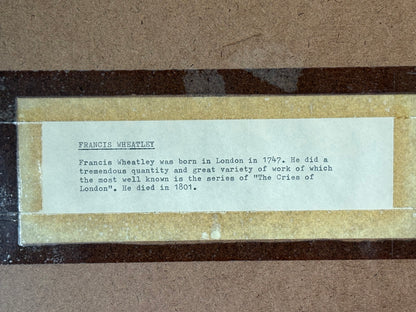 FRANCIS WHEATLEY
Francis Wheatley was born in London in 1747. He did a
tremendous quantity and great variety of work of which
the most well known is the series of "The Cries of
London". He died in 1801.